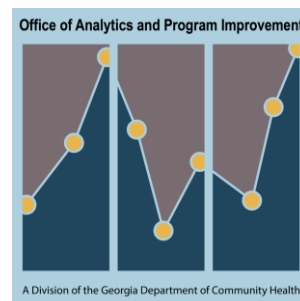 Office of Analytics and Program Improvement
A Division of the Georgia Department of Community Health